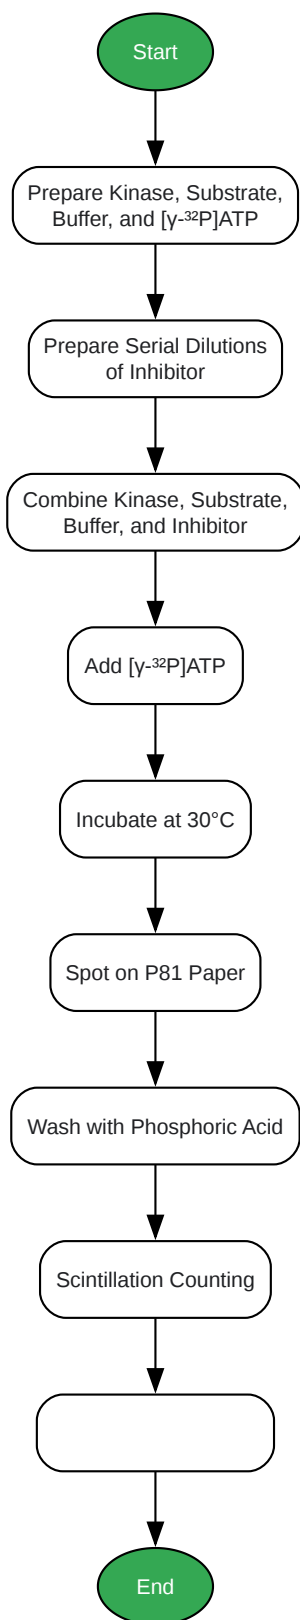 Start
Prepare Kinase, Substrate,
Buffer, and [γ-³²P]ATP
Prepare Serial Dilutions
of Inhibitor
Combine Kinase, Substrate,
Buffer, and Inhibitor
Add [γ-³²P]ATP
Incubate at 30°C
Spot on P81 Paper
Wash with Phosphoric Acid
Scintillation Counting
End